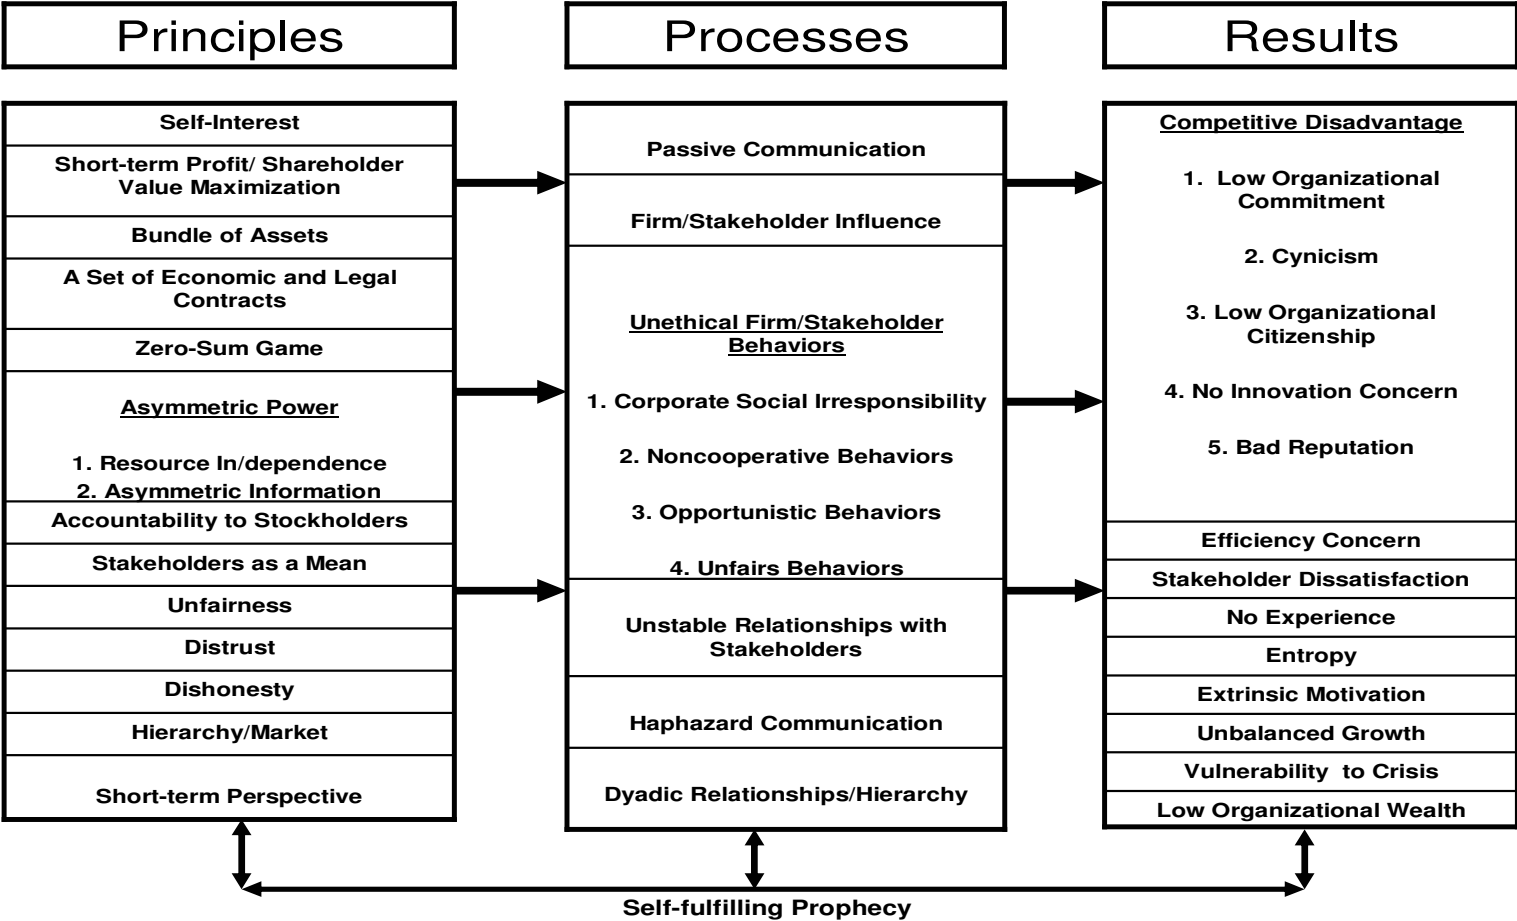 Principles
Processes
Results
Self-Interest
Short-term Profit/ Shareholder
Value Maximization
Bundle of Assets
A Set of Economic and Legal
Contracts
Zero-Sum Game
Asymmetric Power
1. Resource In/dependence
2. Asymmetric Information
Accountability to Stockholders
Stakeholders as a Mean
Unfairness
Distrust
Dishonesty
Hierarchy/Market
Short-term Perspective
Passive Communication
Firm/Stakeholder Influence
Unethical Firm/Stakeholder
Behaviors
1. Corporate Social Irresponsibility
2. Noncooperative Behaviors
3. Opportunistic Behaviors
4. Unfairs Behaviors
Unstable Relationships with
Stakeholders
Haphazard Communication
Dyadic Relationships/Hierarchy
Competitive Disadvantage
1. Low Organizational
Commitment
2. Cynicism
3. Low Organizational
Citizenship
4. No Innovation Concern
5. Bad Reputation
Efficiency Concern
Stakeholder Dissatisfaction
No Experience
Entropy
Extrinsic Motivation
Unbalanced Growth
Vulnerability to Crisis
Low Organizational Wealth
Self-fulfilling Prophecy